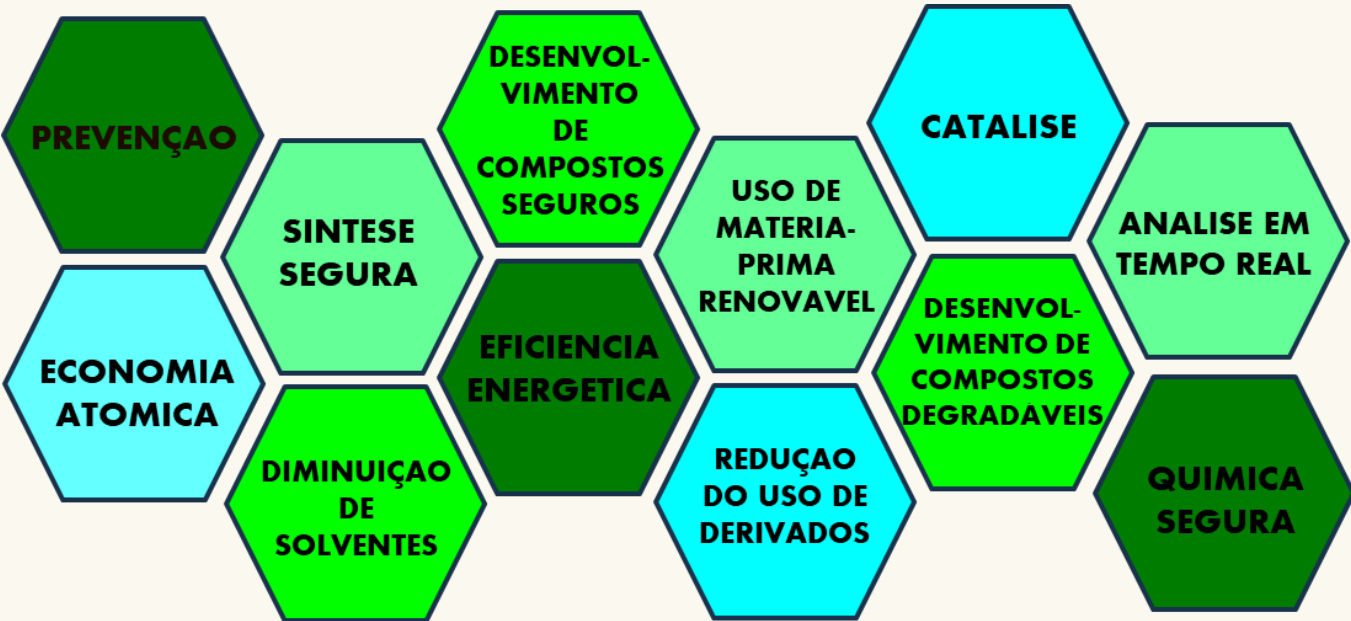 PREVENÇAO
ECONOMIA
ATOMICA
SINTESE
SEGURA
DIMINUIÇAO
DE
SOLVENTES
DESENVOL-
VIMENTO
DE
COMPOSTOS
SEGUROS
EFICIENCIA
ENERGETICA
USO DE
MATERIA-
PRIMA
RENOVAVEL
REDUÇAO
DO USO DE
DERIVADOS
CATALISE
DESENVOL-
VIMENTO DE
COMPOSTOS
DEGRADÁVEIS
ANALISE EM
TEMPO REAL
QUIMICA
SEGURA